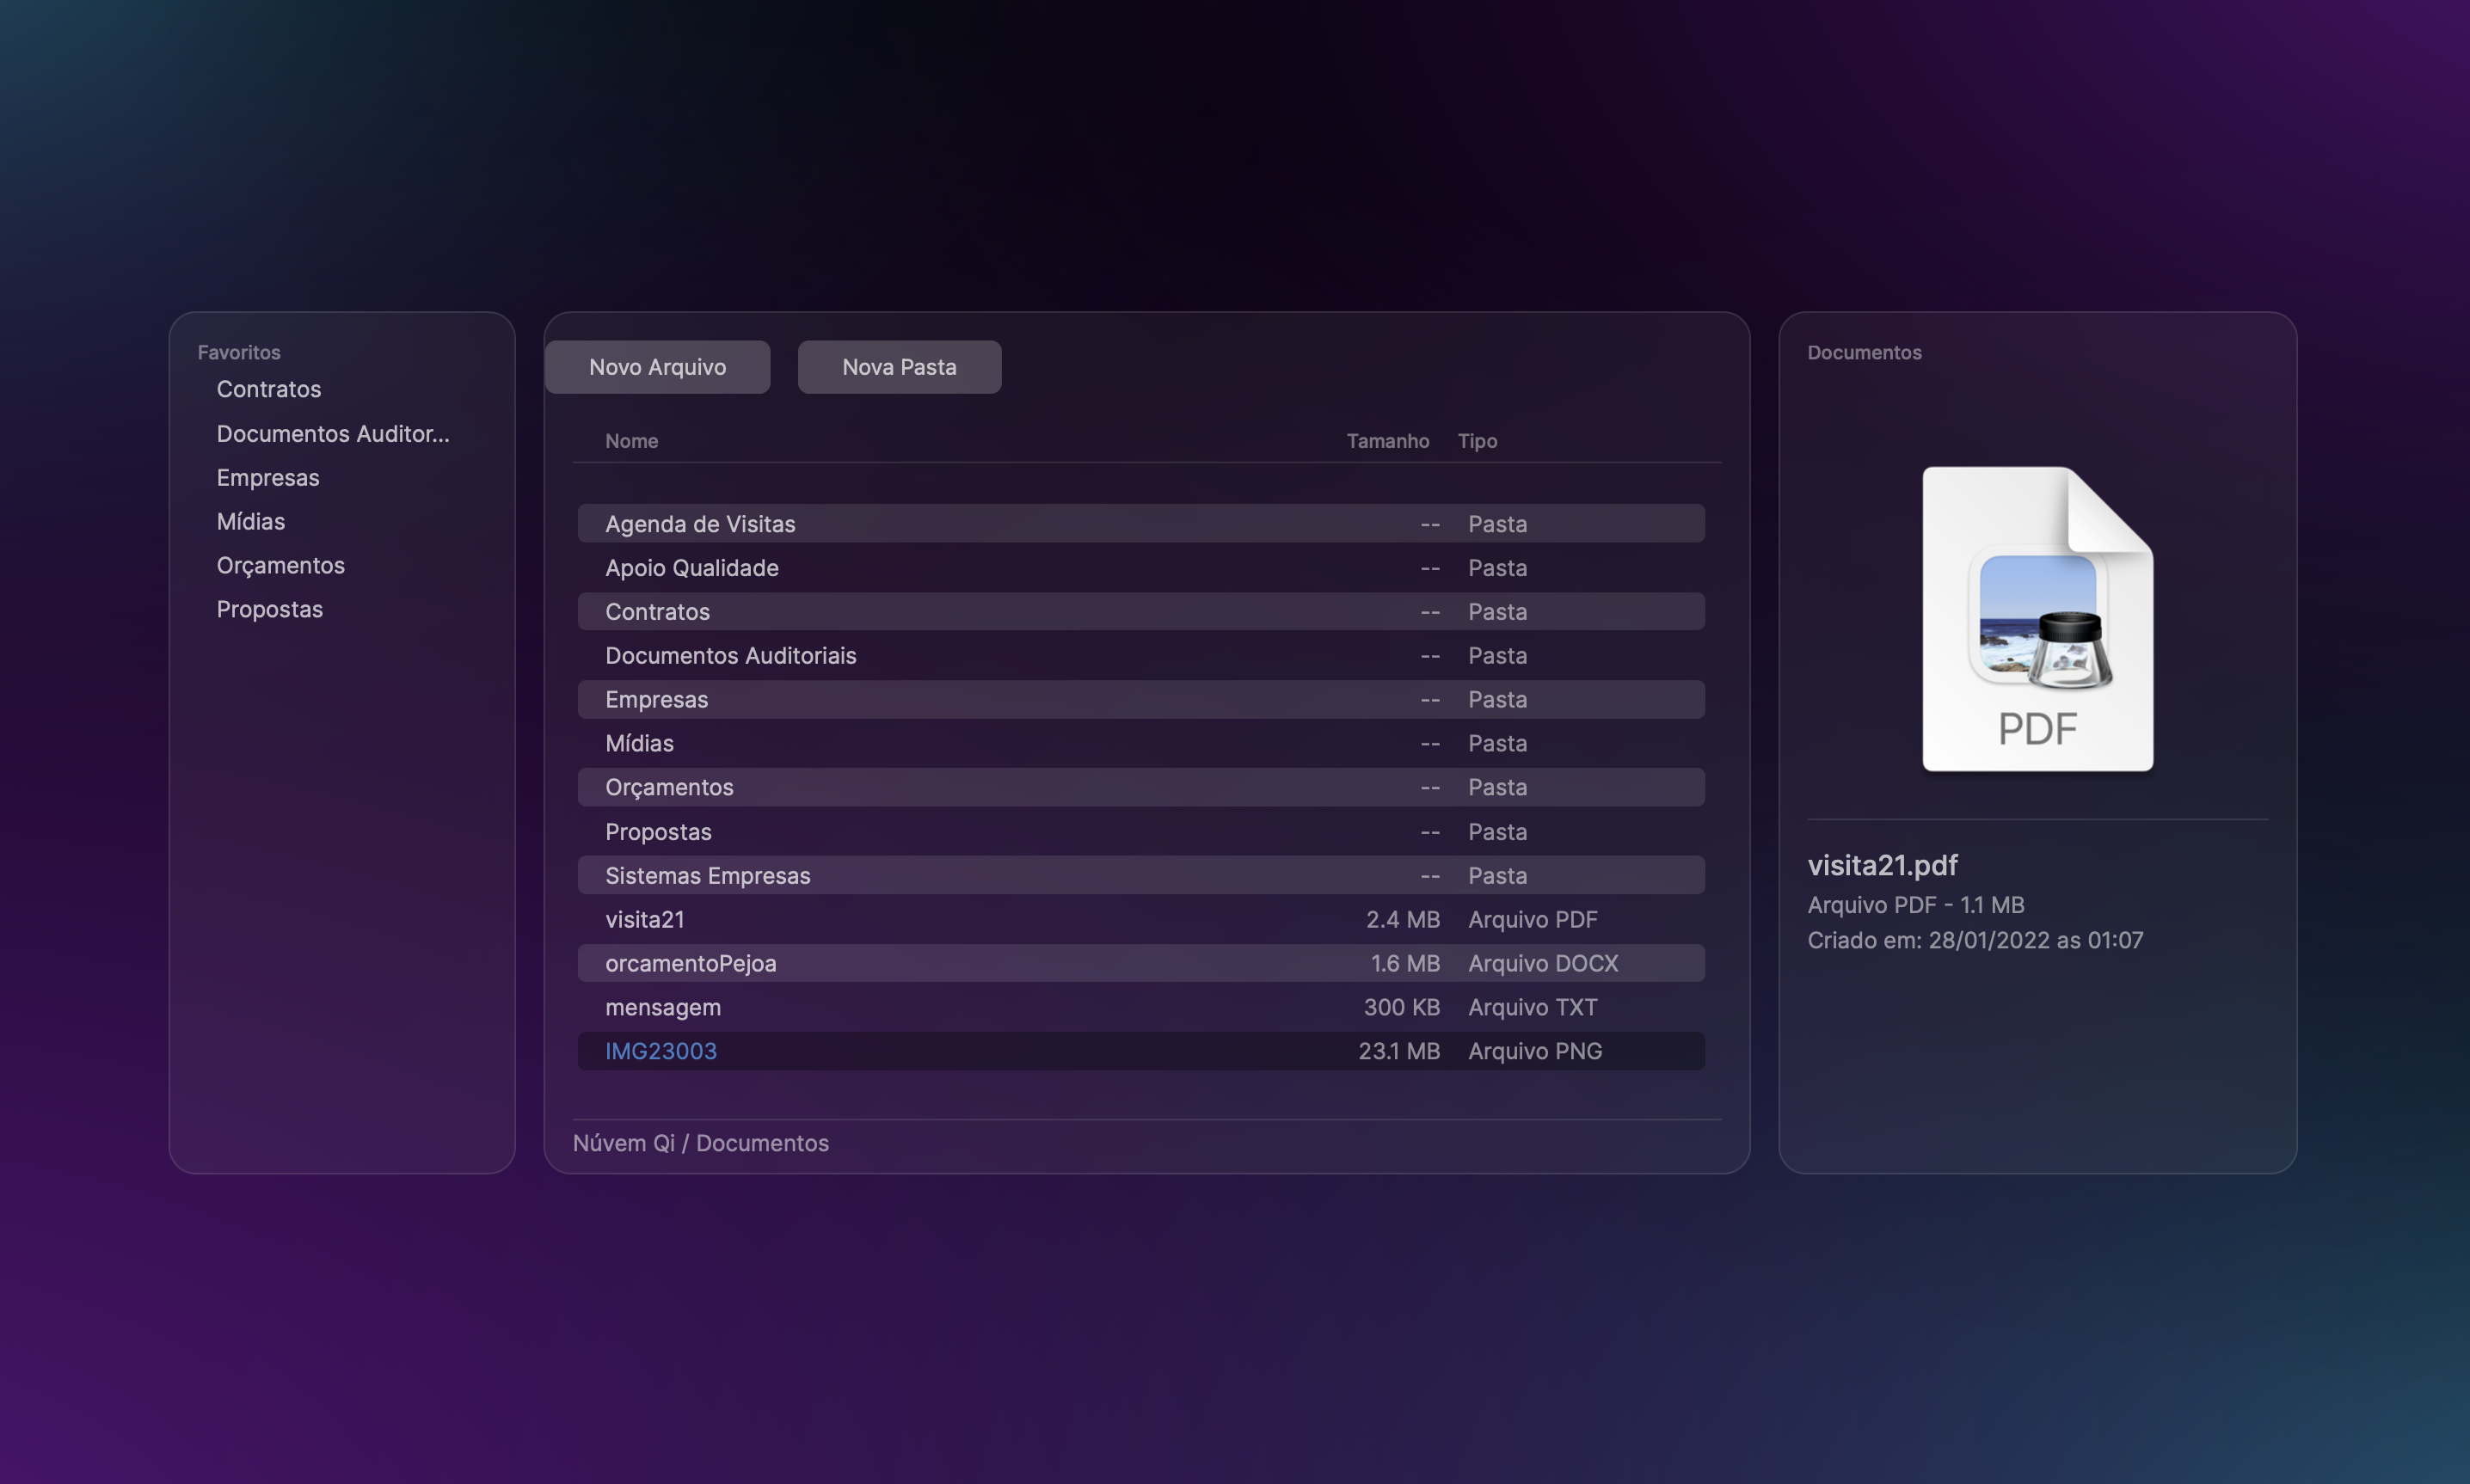 Favoritos
Contratos
Documentos Auditor...
Empresas
Mídias
Orçamentos
Propostas
Novo Arquivo Nova Pasta
Nome Tamanho Tipo
Agenda de Visitas -- Pasta
Apoio Qualidade -- Pasta
Contratos -- Pasta
Documentos Auditoriais -- Pasta
Empresas -- Pasta
Mídias -- Pasta
Orçamentos -- Pasta
Propostas -- Pasta
Sistemas Empresas -- Pasta
visita21 2.4 MB Arquivo PDF
orcamentoPejoa 1.6 MB Arquivo DOCX
mensagem 300 KB Arquivo TXT
IMG23003 23.1 MB Arquivo PNG
Núvem Qi / Documentos
Documentos
PDF
visita21.pdf
Arquivo PDF - 1.1 MB
Criado em: 28/01/2022 as 01:07